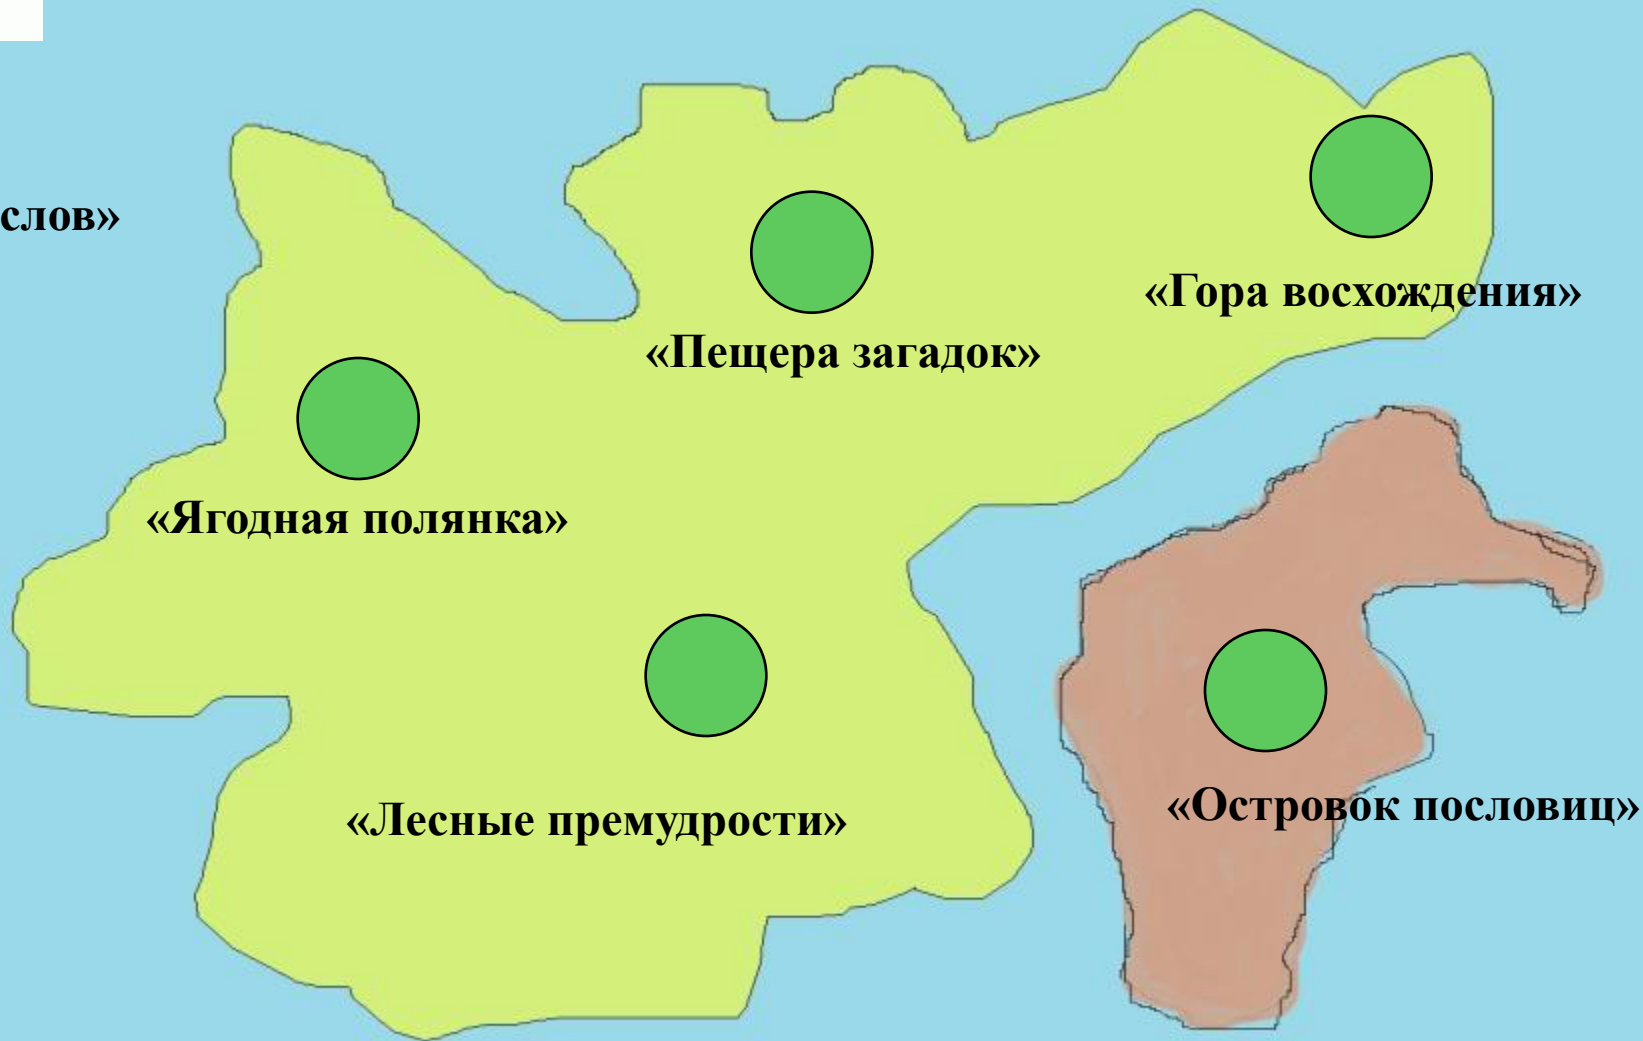 слов»
«Гора восхождения»
«Пещера загадок»
«Ягодная полянка»
«Лесные премудрости»
«Островок пословиц»